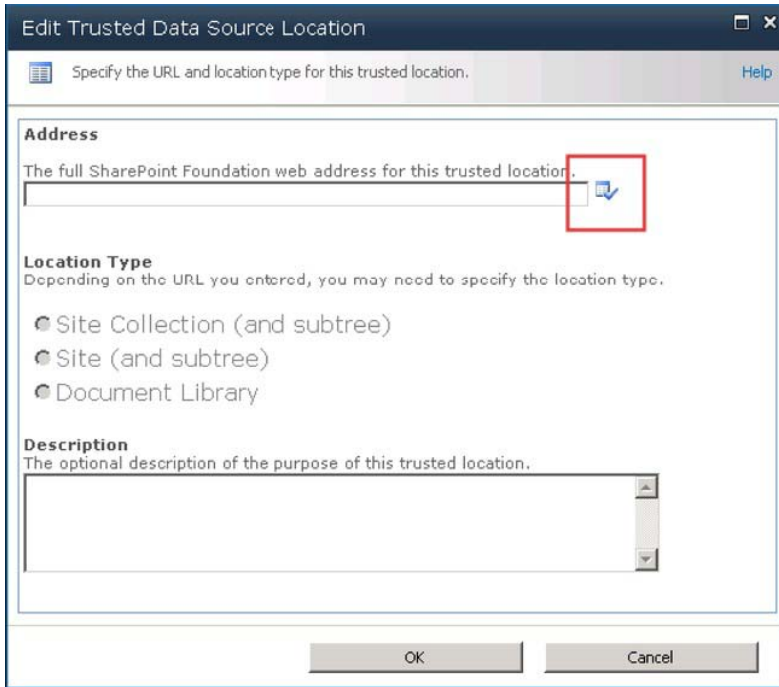 Edit Trusted Data Source Location
Specify the URL and location type for this trusted location.
Help
Address
The full SharePoint Foundation web address for this trusted location.
Location Type
Depending on the URL you entered, you may need to specify the location type.
Site Collection (and subtree)
Site (and subtree)
Document Library
Description
The optional description of the purpose of this trusted location.
OK
Cancel